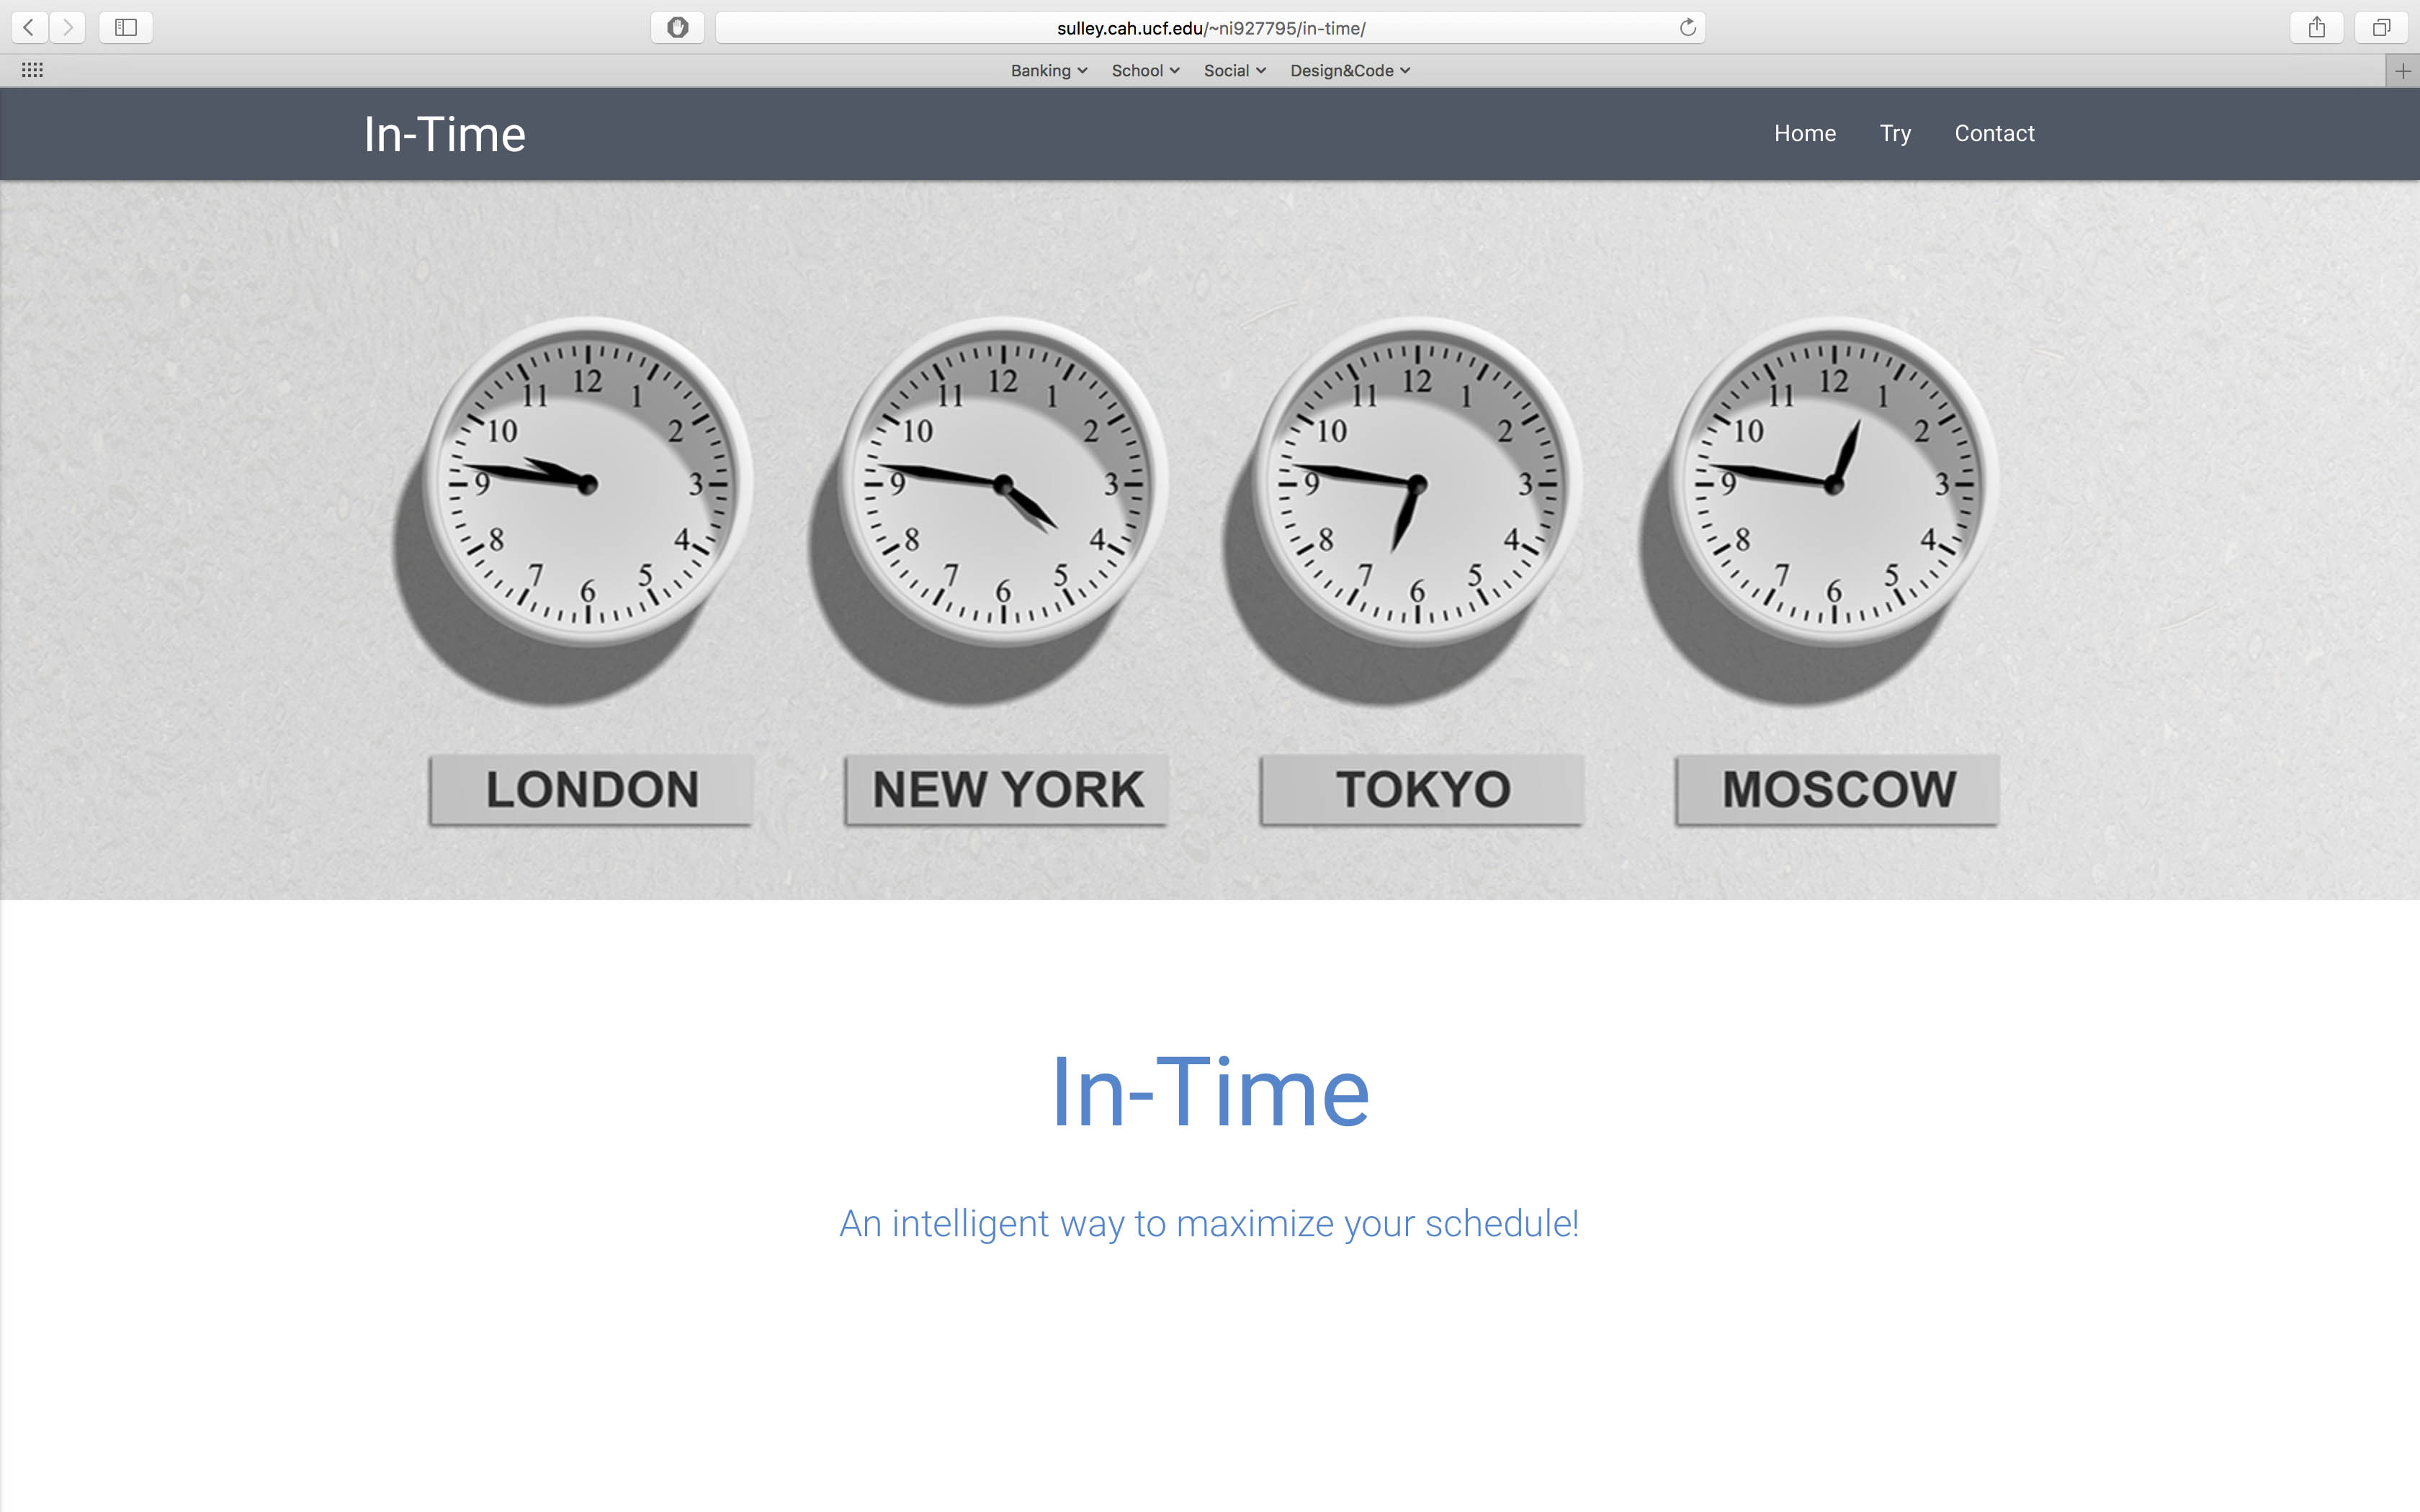 sulley.cah.ucf.edu/~ni927795/in-time/
Banking School Social Design&Code
In-Time
Home Try Contact
12 1 2 3 4 5 6 7 8 9 10 11
12 1 2 3 4 5 6 7 8 9 10 11
12 1 2 3 4 5 6 7 8 9 10 11
12 1 2 3 4 5 6 7 8 9 10 11
LONDON
NEW YORK
TOKYO
MOSCOW
In-Time
An intelligent way to maximize your schedule!